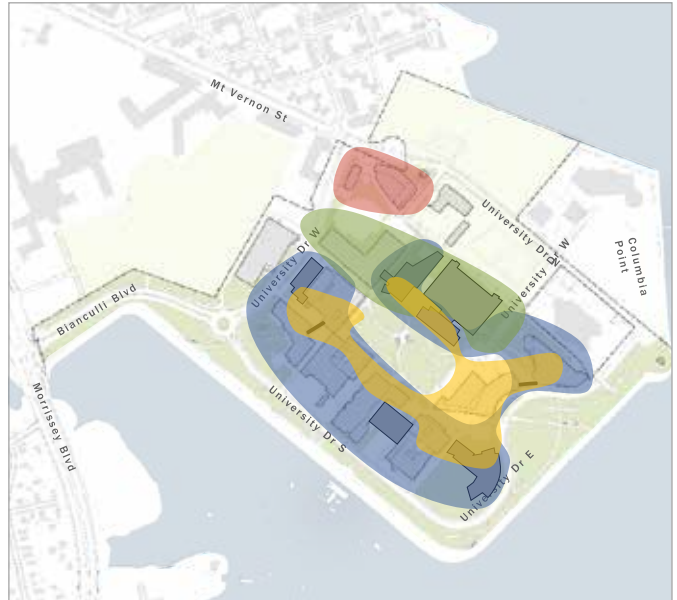 Mt Vernon St
University Dr N
University Dr W
University Dr W
Columbia
Point
Bianculli Blvd
Morrissey Blvd
University Dr S
University Dr E